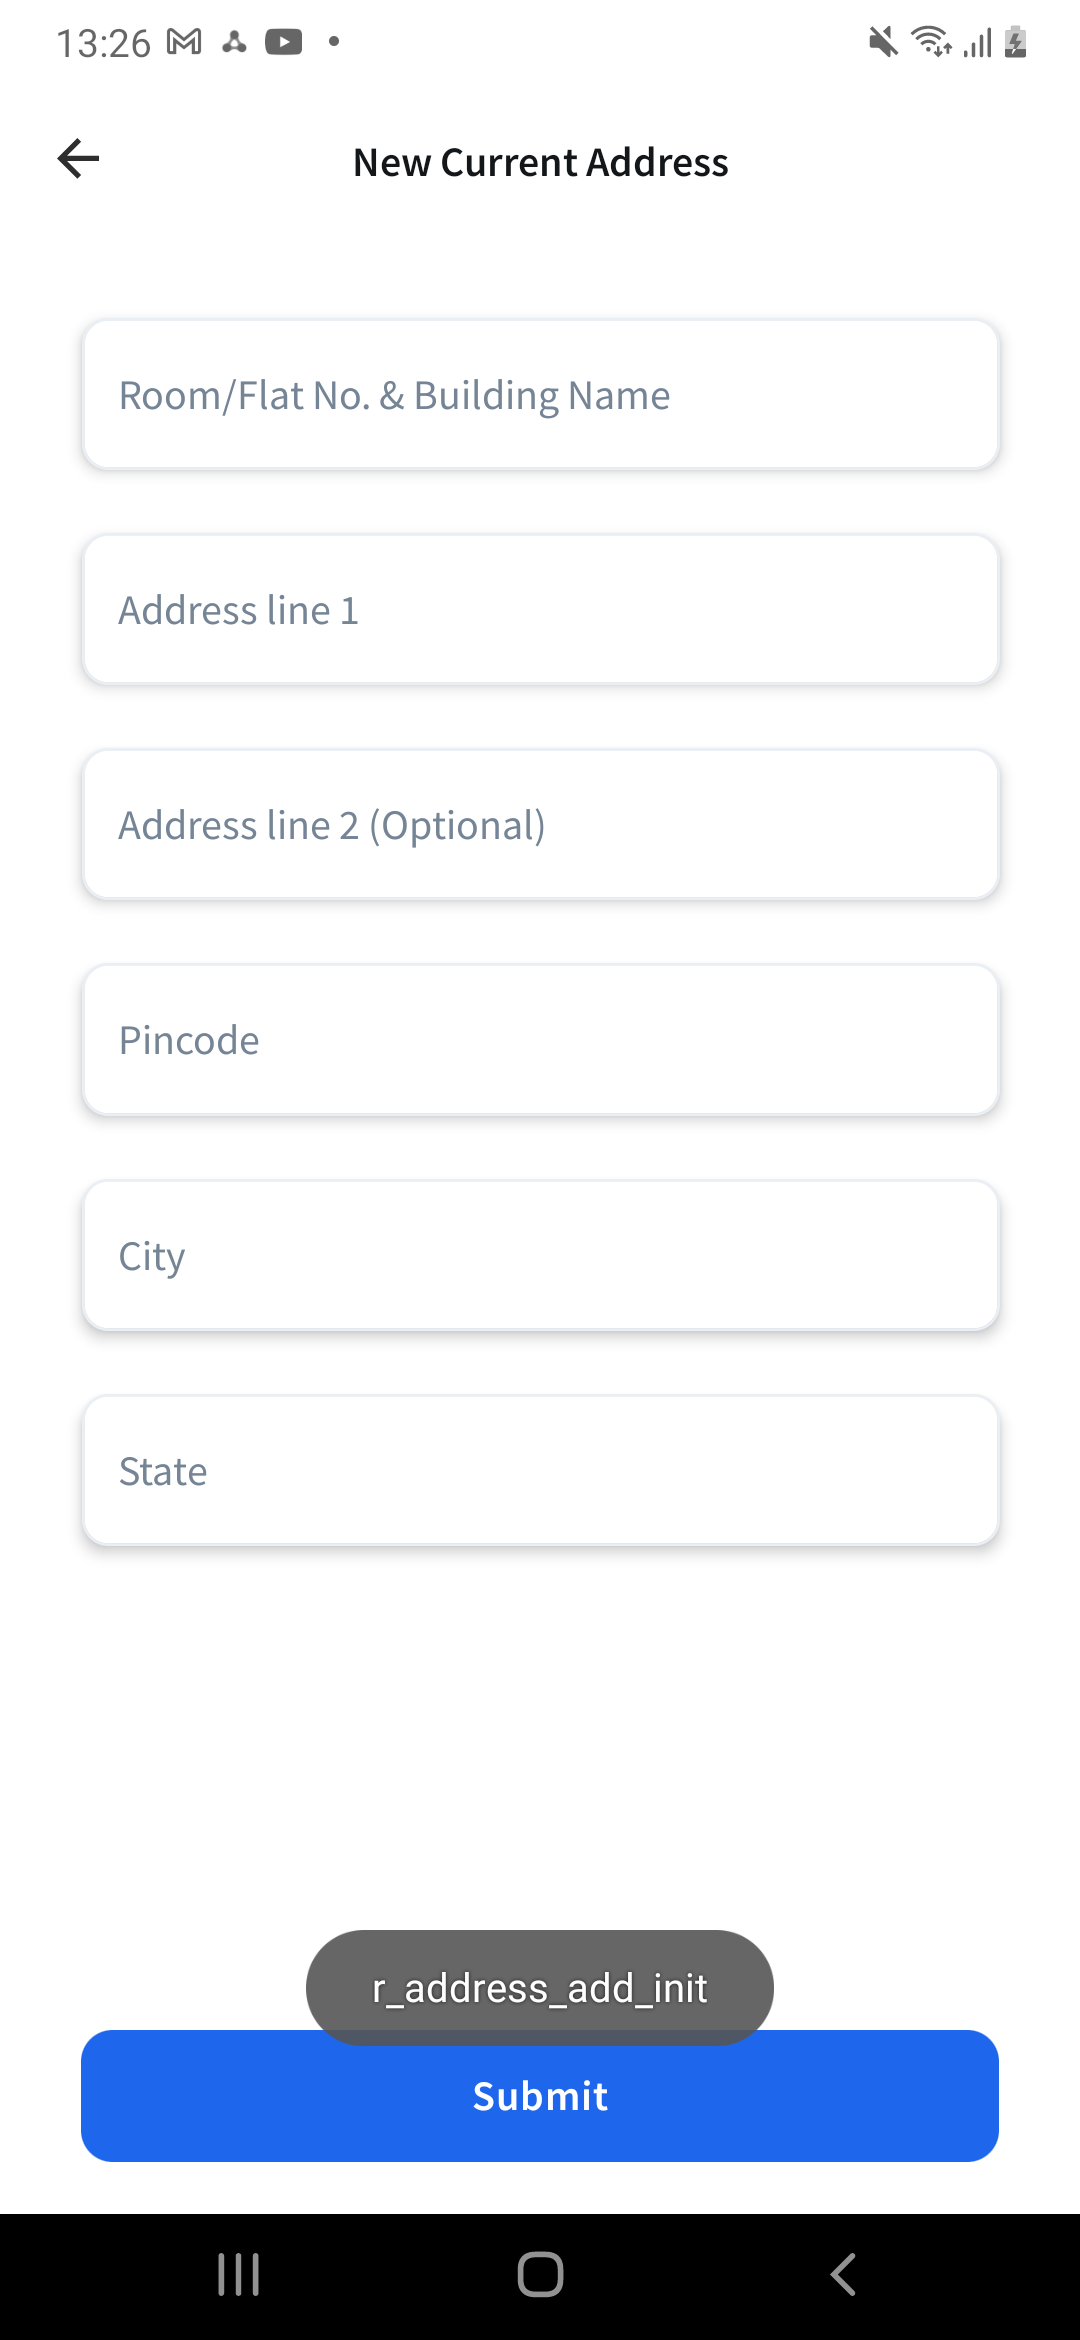 13:26
New Current Address
Room/Flat No. & Building Name
Address line 1
Address line 2 (Optional)
Pincode
City
State
r_address_add_init
Submit